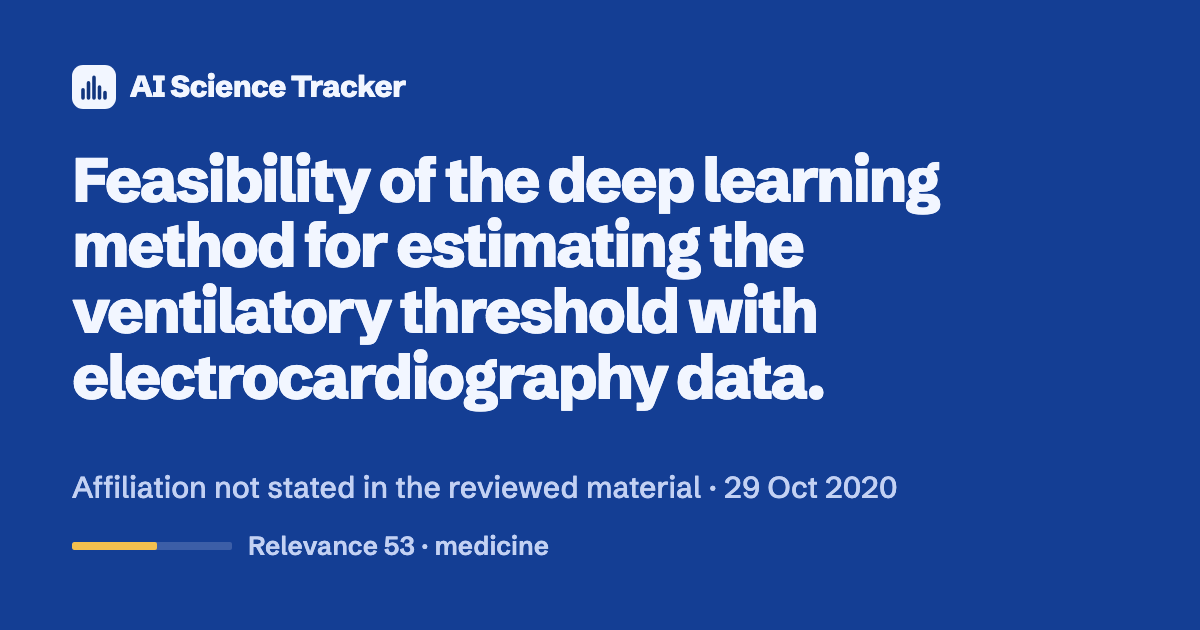 AI Science Tracker
Feasibility of the deep learning
method for estimating the
ventilatory threshold with
electrocardiography data.
Affiliation not stated in the reviewed material · 29 Oct 2020
Relevance 53 · medicine